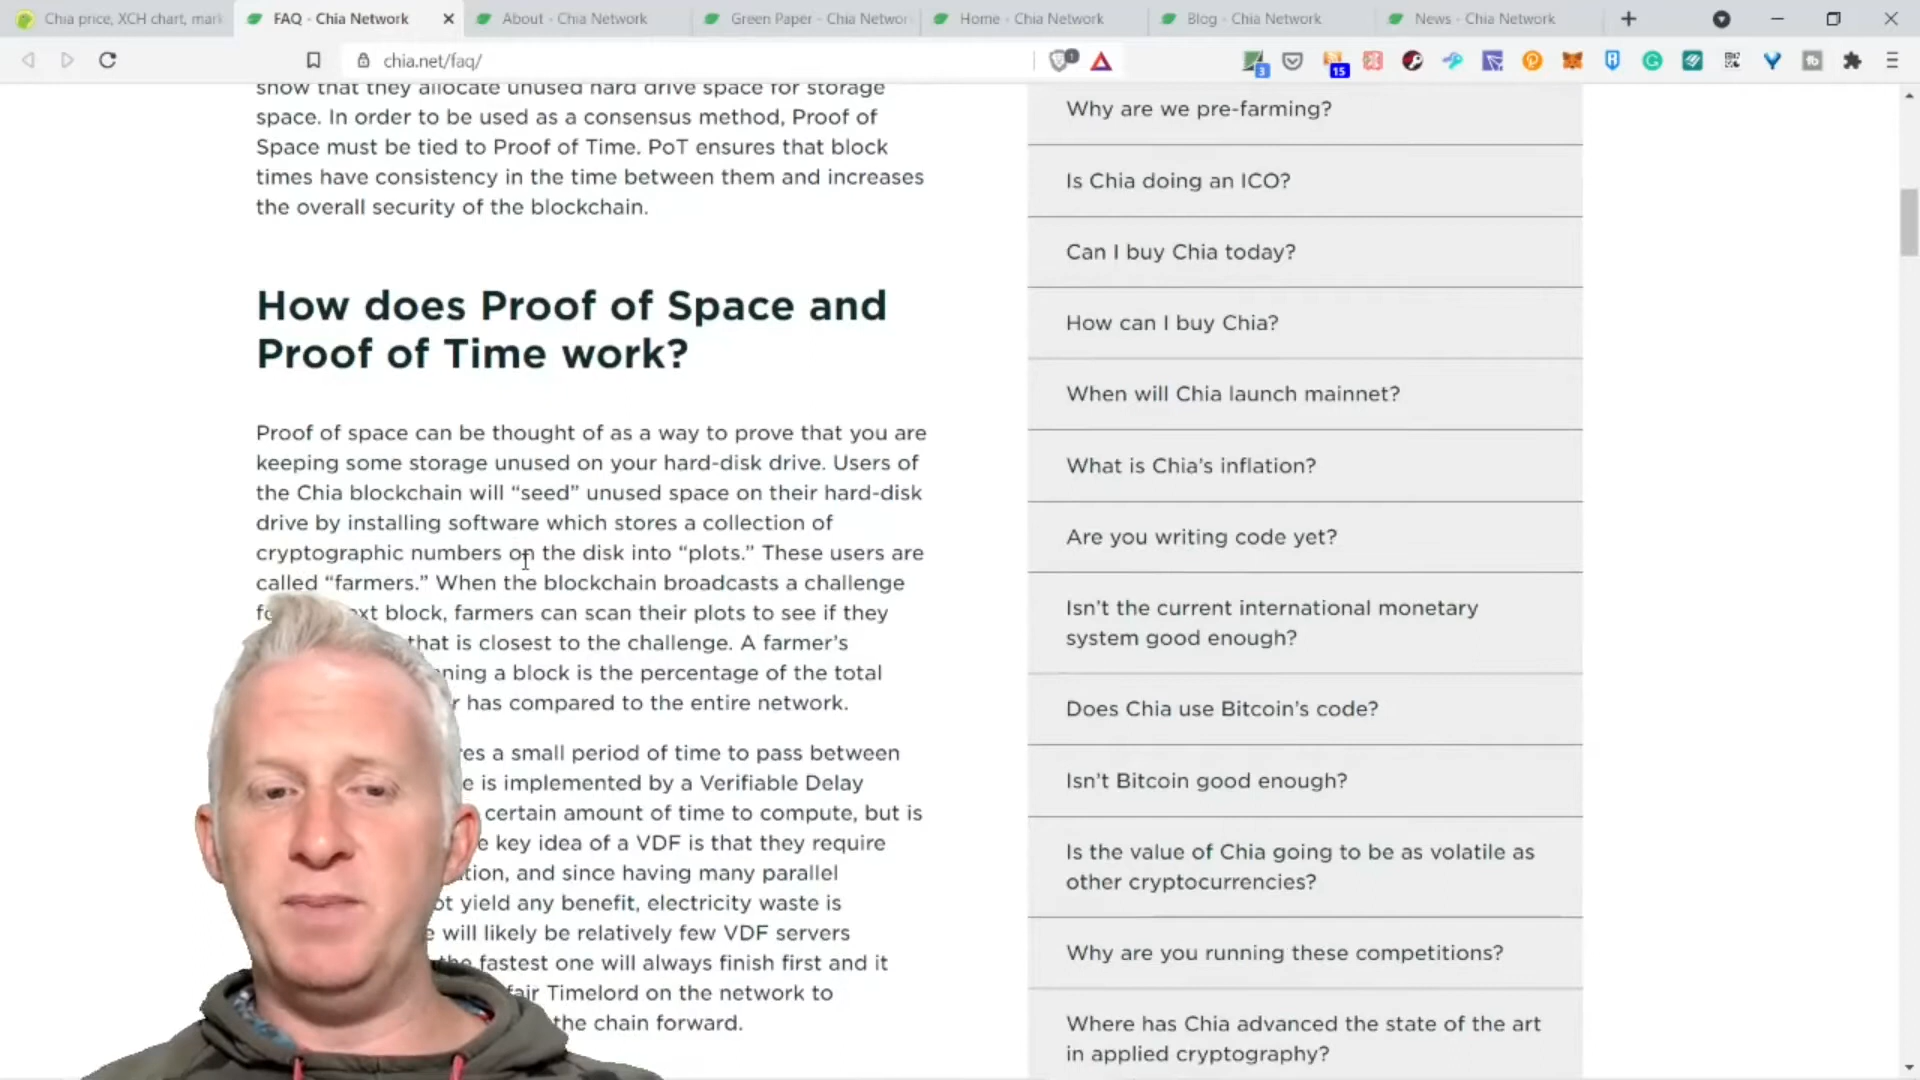 Chia price, XCH chart, mark
FAQ - Chia Network
About - Chia Network
Green Paper - Chia Networ
Home - Chia Network
Blog - Chia Network
News - Chia Network
chia.net/faq/
1
3
15
show that they allocate unused hard drive space for storage
space. In order to be used as a consensus method, Proof of
Space must be tied to Proof of Time. PoT ensures that block
times have consistency in the time between them and increases
the overall security of the blockchain.
How does Proof of Space and
Proof of Time work?
Proof of space can be thought of as a way to prove that you are
keeping some storage unused on your hard-disk drive. Users of
the Chia blockchain will “seed” unused space on their hard-disk
drive by installing software which stores a collection of
cryptographic numbers on the disk into “plots.” These users are
called “farmers.” When the blockchain broadcasts a challenge
block, farmers can scan their plots to see if they
that is closest to the challenge. A farmer’s
a block is the percentage of the total
has compared to the entire network.
a small period of time to pass between
is implemented by a Verifiable Delay
certain amount of time to compute, but is
key idea of a VDF is that they require
and since having many parallel
yield any benefit, electricity waste is
will likely be relatively few VDF servers
the fastest one will always finish first and it
fair Timelord on the network to
the chain forward.
Why are we pre-farming?
Is Chia doing an ICO?
Can I buy Chia today?
How can I buy Chia?
When will Chia launch mainnet?
What is Chia’s inflation?
Are you writing code yet?
Isn’t the current international monetary
system good enough?
Does Chia use Bitcoin’s code?
Isn’t Bitcoin good enough?
Is the value of Chia going to be as volatile as
other cryptocurrencies?
Why are you running these competitions?
Where has Chia advanced the state of the art
in applied cryptography?